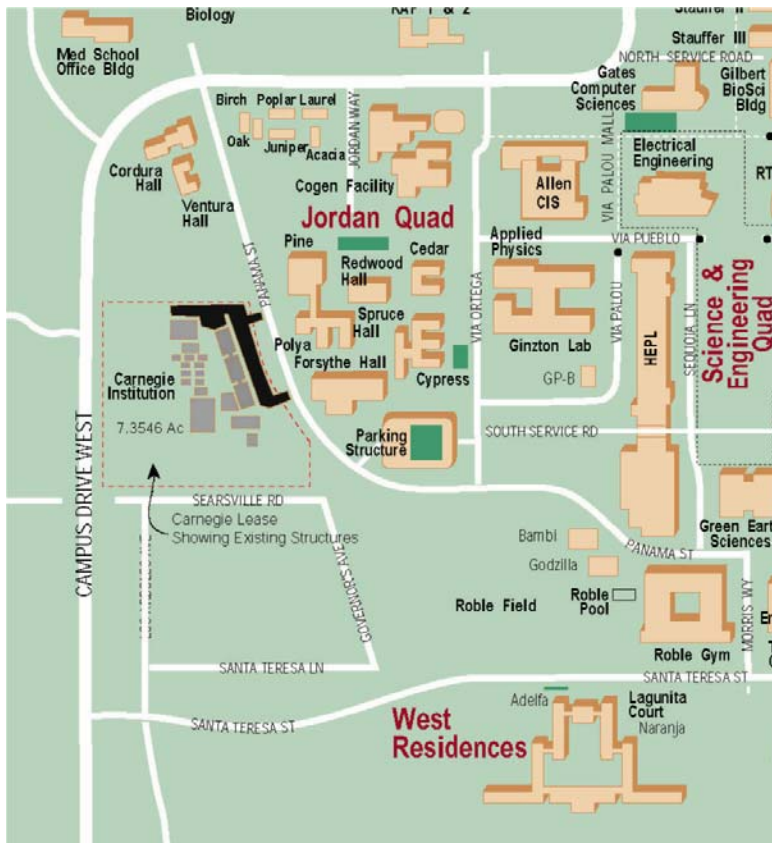 Biology
RAF 1 & 2
Stauffer II
Stauffer III
Med School
Office Bldg
NORTH SERVICE ROAD
Gates
Computer
Sciences
Gilbert
BioSci
Bldg
Birch
Poplar
Laurel
Oak
Juniper
Acacia
JORDAN WAY
Cogen Facility
VIA PALOU MALL
Electrical
Engineering
Allen
CIS
Cordura
Hall
Ventura
Hall
Jordan Quad
PANAMA ST
Pine
Redwood
Hall
Cedar
Applied
Physics
VIA PUEBLO
VIA ORTEGA
VIA PALOU
HEPL
SEQUOIA LN
Science &
Engineering
Quad
Spruce
Hall
Polya
Forsythe Hall
Cypress
Ginzton Lab
GP-B
Carnegie
Institution
7.3546 Ac
Parking
Structure
SOUTH SERVICE RD
CAMPUS DRIVE WEST
SEARSVILLE RD
Carnegie Lease
Showing Existing Structures
GOVERNOR'S AVE
Bambi
Godzilla
PANAMA ST
Green Eart
Sciences
Roble Field
Roble
Pool
Roble Gym
MORRIS WY
SANTA TERESA LN
SANTA TERESA ST
SANTA TERESA ST
West
Residences
Adelfa
Lagunita
Court
Naranja